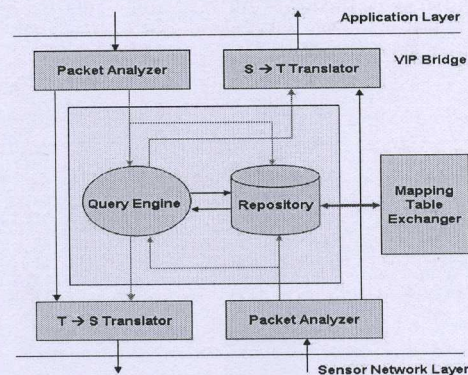 Application Layer
VIP Bridge
Packet Analyzer
S → T Translator
Query Engine
Repository
Mapping
Table
Exchanger
T → S Translator
Packet Analyzer
Sensor Network Layer